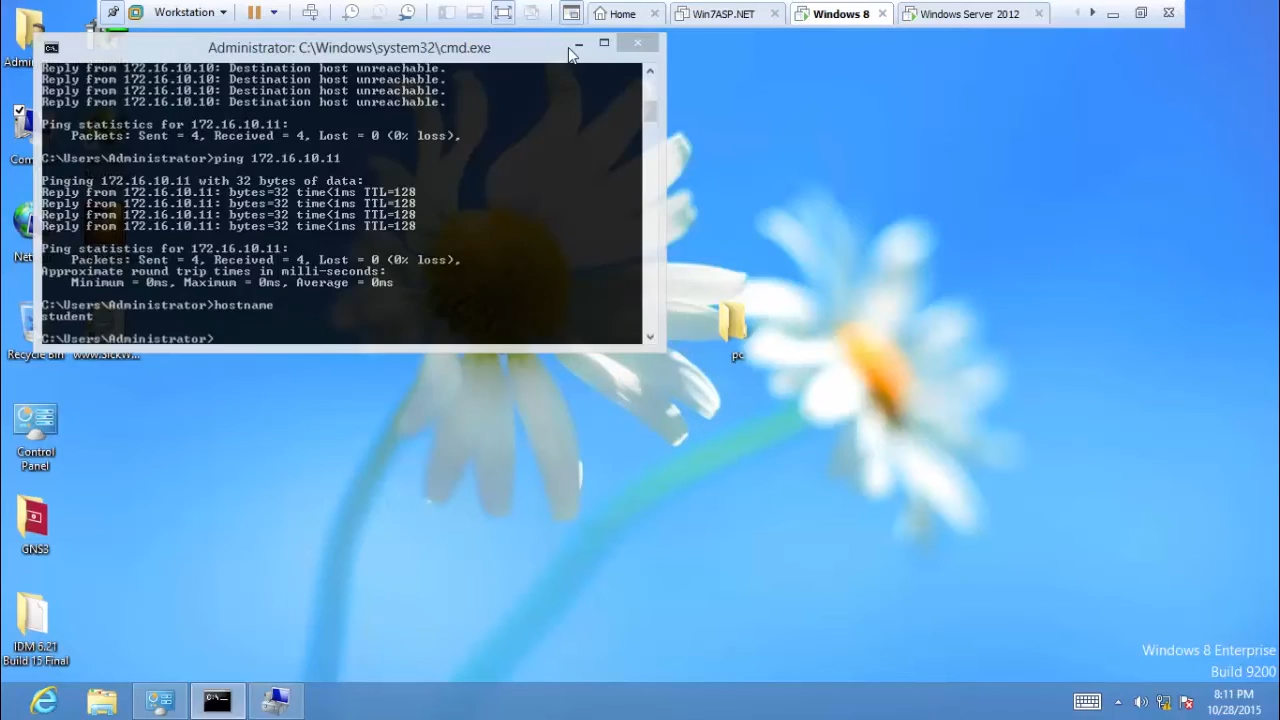 Workstation
Home
Win7ASP.NET
Windows 8
Windows Server 2012
Administrator: C:\Windows\system32\cmd.exe
Reply from 172.16.10.10: Destination host unreachable.
Reply from 172.16.10.10: Destination host unreachable.
Reply from 172.16.10.10: Destination host unreachable.
Reply from 172.16.10.10: Destination host unreachable.
Ping statistics for 172.16.10.11:
Packets: Sent = 4, Received = 4, Lost = 0 (0% loss),
C:\Users\Administrator>ping 172.16.10.11
Pinging 172.16.10.11 with 32 bytes of data:
Reply from 172.16.10.11: bytes=32 time<1ms TTL=128
Reply from 172.16.10.11: bytes=32 time<1ms TTL=128
Reply from 172.16.10.11: bytes=32 time<1ms TTL=128
Reply from 172.16.10.11: bytes=32 time<1ms TTL=128
Ping statistics for 172.16.10.11:
Packets: Sent = 4, Received = 4, Lost = 0 (0% loss),
Approximate round trip times in milli-seconds:
Minimum = 0ms, Maximum = 0ms, Average = 0ms
C:\Users\Administrator>hostname
student
C:\Users\Administrator>
Admi
Com
Net
Recycle Bin
pc
Control
Panel
GNS3
IDM 6.21
Build 15 Final
Windows 8 Enterprise
Build 9200
8:11 PM
10/28/2015